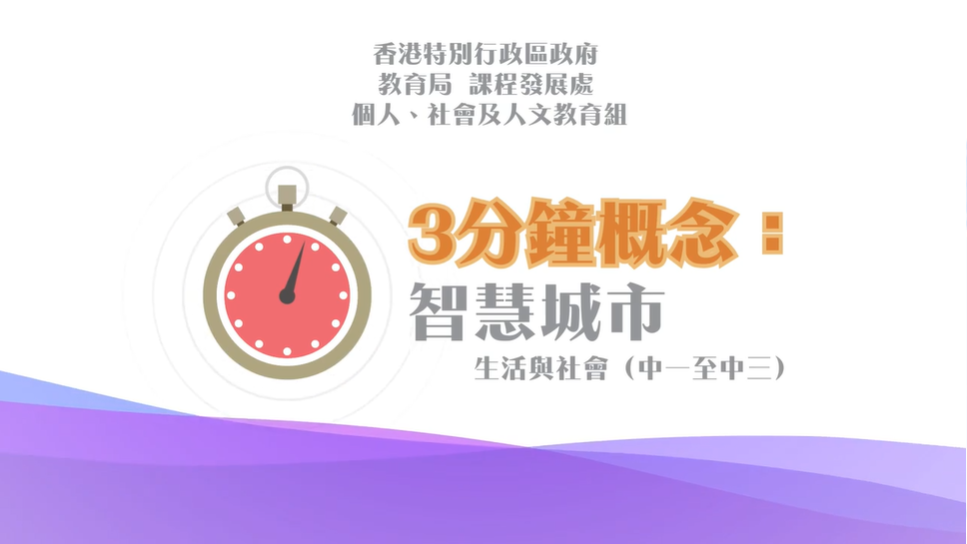 香港特別行政區政府
教育局 課程發展處
個人、社會及人文教育組
3分鐘概念：
智慧城市
生活與社會（中一至中三）